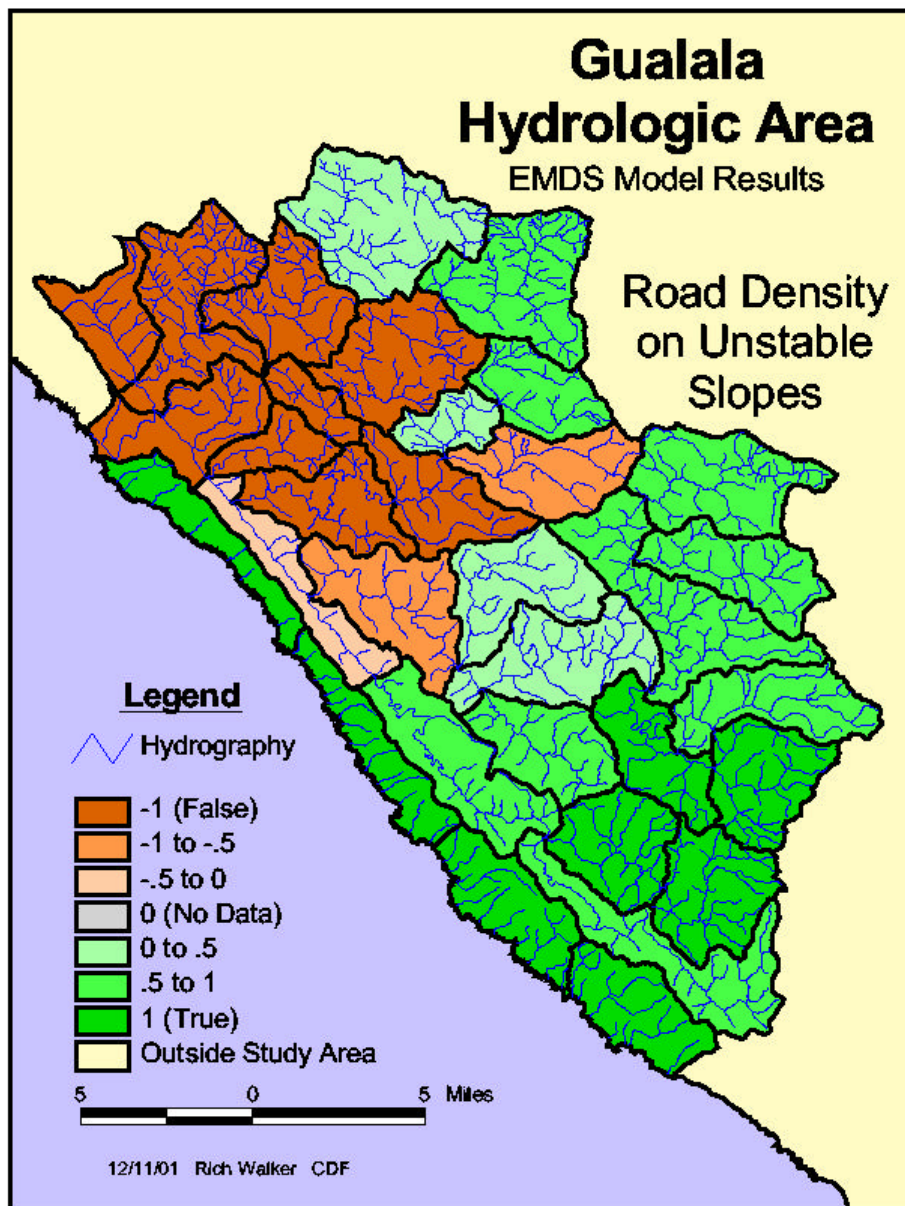 Gualala
Hydrologic Area
EMDS Model Results
Road Density
on Unstable
Slopes
Legend
Hydrography
-1 (False)
-1 to -.5
-.5 to 0
0 (No Data)
0 to .5
.5 to 1
1 (True)
Outside Study Area
5 0 5 Miles
12/11/01 Rich Walker CDF